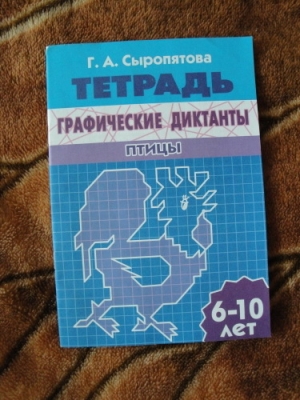 Г. А. Сыропятова
ТЕТРАДЬ
ГРАФИЧЕСКИЕ ДИКТАНТЫ
ПТИЦЫ
6-10
лет